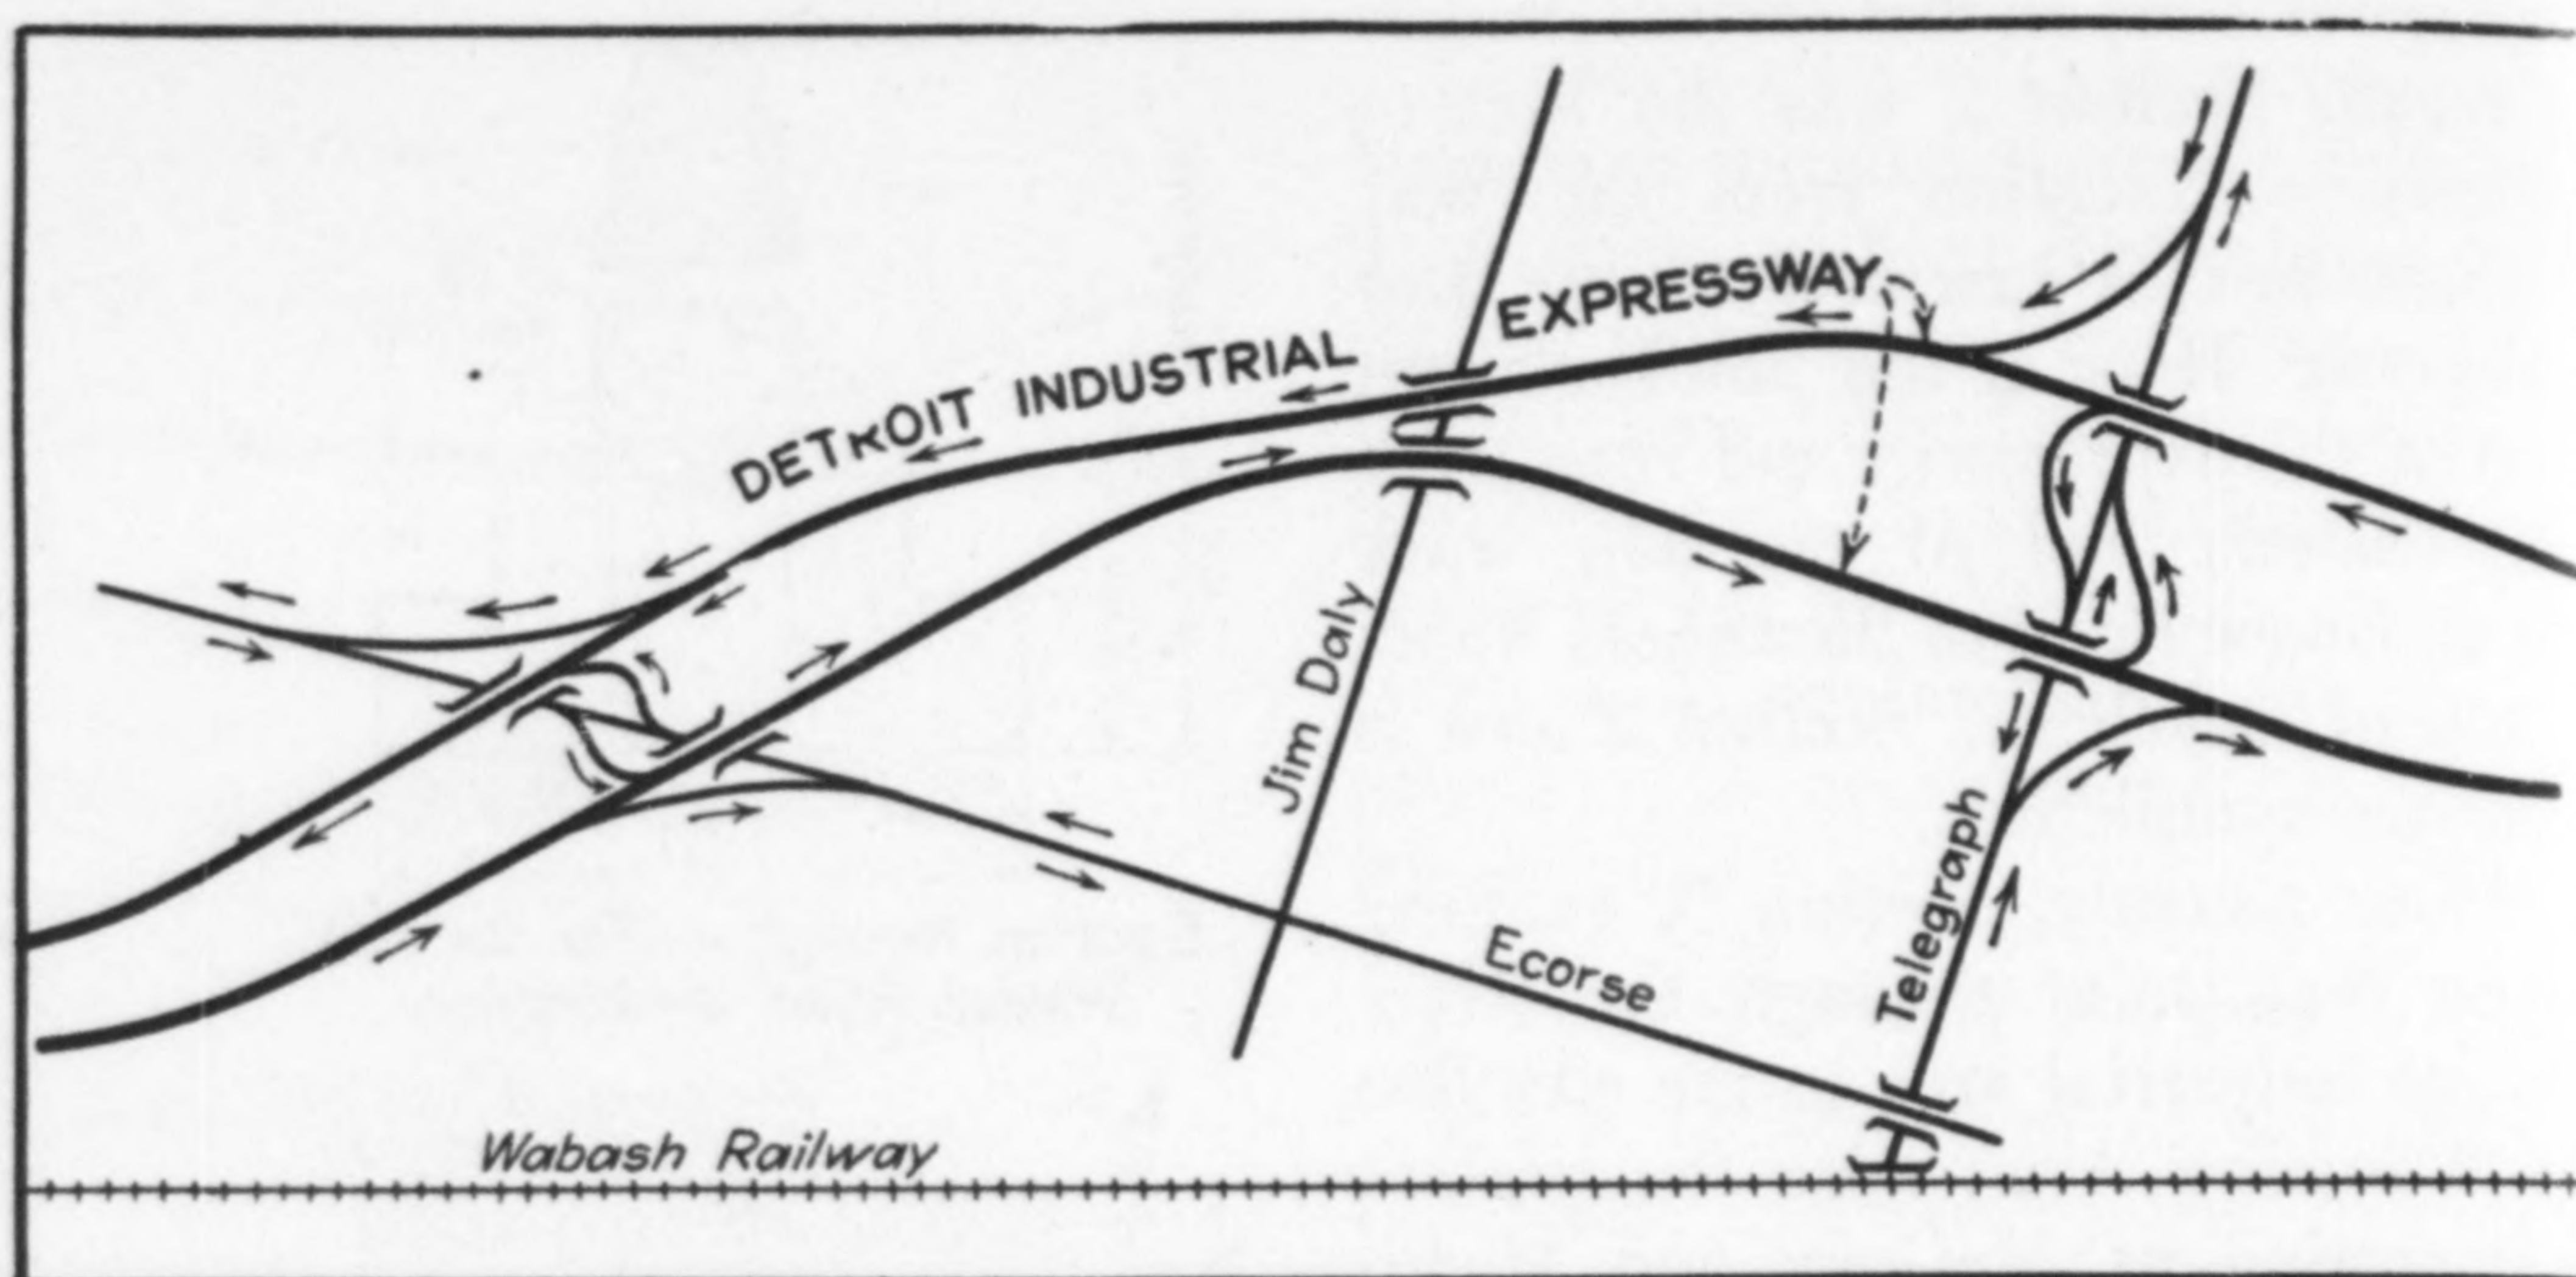 DETROIT INDUSTRIAL EXPRESSWAY
Jim Daly
Telegraph
Ecorse
Wabash Railway